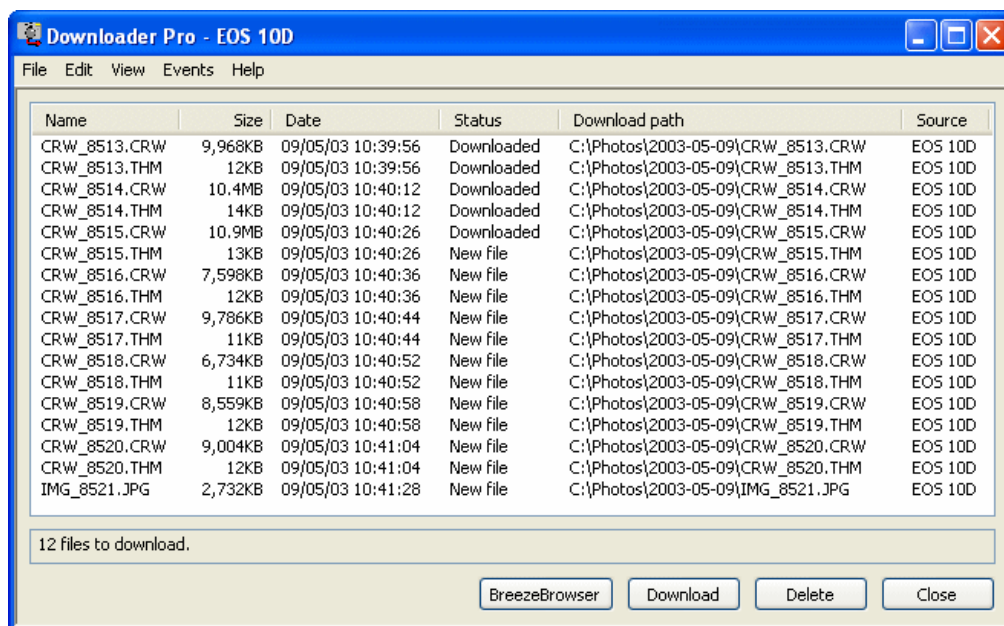 Downloader Pro - EOS 10D
File Edit View Events Help
Name Size Date Status Download path Source
CRW_8513.CRW 9,968KB 09/05/03 10:39:56 Downloaded C:\Photos\2003-05-09\CRW_8513.CRW EOS 10D
CRW_8513.THM 12KB 09/05/03 10:39:56 Downloaded C:\Photos\2003-05-09\CRW_8513.THM EOS 10D
CRW_8514.CRW 10.4MB 09/05/03 10:40:12 Downloaded C:\Photos\2003-05-09\CRW_8514.CRW EOS 10D
CRW_8514.THM 14KB 09/05/03 10:40:12 Downloaded C:\Photos\2003-05-09\CRW_8514.THM EOS 10D
CRW_8515.CRW 10.9MB 09/05/03 10:40:26 Downloaded C:\Photos\2003-05-09\CRW_8515.CRW EOS 10D
CRW_8515.THM 13KB 09/05/03 10:40:26 New file C:\Photos\2003-05-09\CRW_8515.THM EOS 10D
CRW_8516.CRW 7,598KB 09/05/03 10:40:36 New file C:\Photos\2003-05-09\CRW_8516.CRW EOS 10D
CRW_8516.THM 12KB 09/05/03 10:40:36 New file C:\Photos\2003-05-09\CRW_8516.THM EOS 10D
CRW_8517.CRW 9,786KB 09/05/03 10:40:44 New file C:\Photos\2003-05-09\CRW_8517.CRW EOS 10D
CRW_8517.THM 11KB 09/05/03 10:40:44 New file C:\Photos\2003-05-09\CRW_8517.THM EOS 10D
CRW_8518.CRW 6,734KB 09/05/03 10:40:52 New file C:\Photos\2003-05-09\CRW_8518.CRW EOS 10D
CRW_8518.THM 11KB 09/05/03 10:40:52 New file C:\Photos\2003-05-09\CRW_8518.THM EOS 10D
CRW_8519.CRW 8,559KB 09/05/03 10:40:58 New file C:\Photos\2003-05-09\CRW_8519.CRW EOS 10D
CRW_8519.THM 12KB 09/05/03 10:40:58 New file C:\Photos\2003-05-09\CRW_8519.THM EOS 10D
CRW_8520.CRW 9,004KB 09/05/03 10:41:04 New file C:\Photos\2003-05-09\CRW_8520.CRW EOS 10D
CRW_8520.THM 12KB 09/05/03 10:41:04 New file C:\Photos\2003-05-09\CRW_8520.THM EOS 10D
IMG_8521.JPG 2,732KB 09/05/03 10:41:28 New file C:\Photos\2003-05-09\IMG_8521.JPG EOS 10D
12 files to download.
BreezeBrowser Download Delete Close